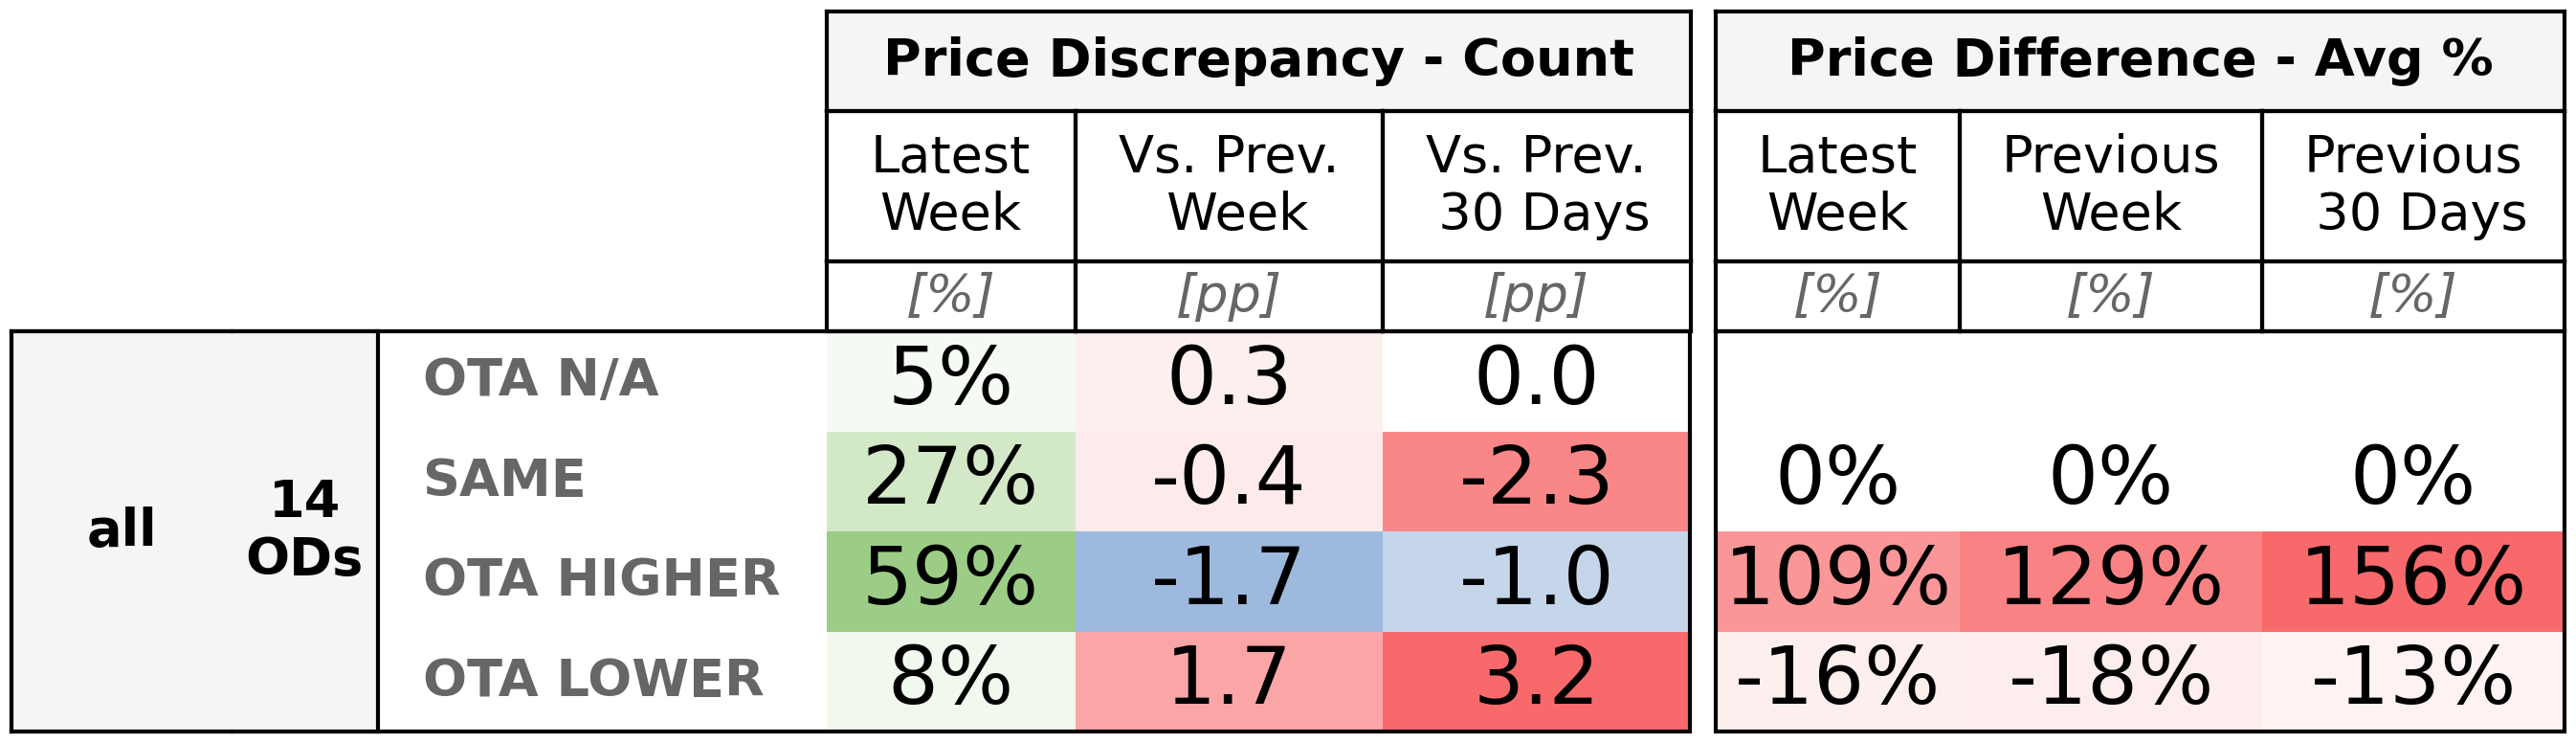 Price Discrepancy - Count Price Difference - Avg %
Latest Week Vs. Prev. Week Vs. Prev. 30 Days Latest Week Previous Week Previous 30 Days
[%] [pp] [pp] [%] [%] [%]
all 14 ODs
OTA N/A 5% 0.3 0.0
SAME 27% -0.4 -2.3 0% 0% 0%
OTA HIGHER 59% -1.7 -1.0 109% 129% 156%
OTA LOWER 8% 1.7 3.2 -16% -18% -13%